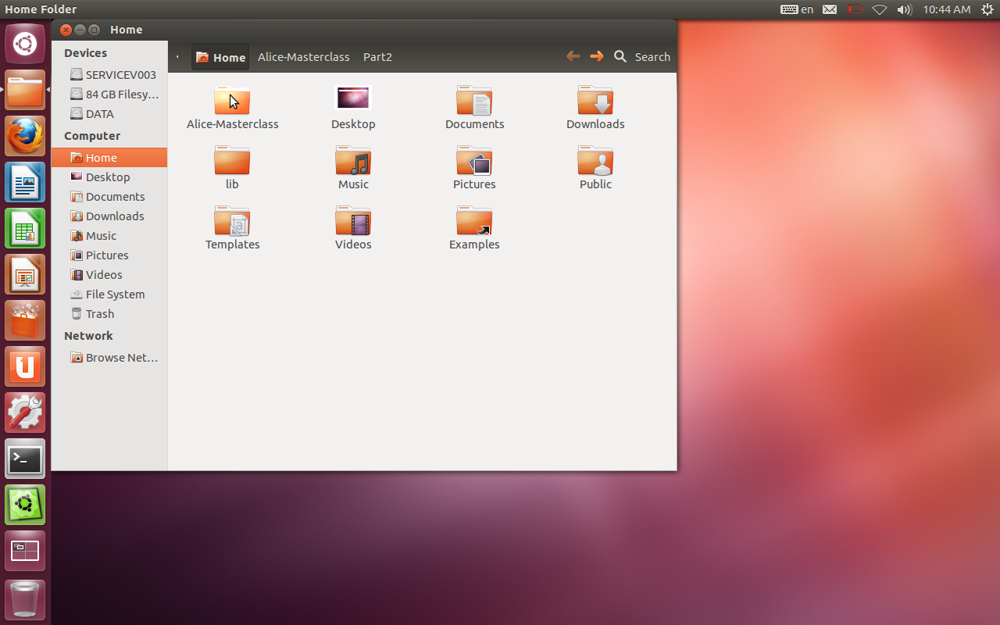 Home Folder
en
10:44 AM
Home
Devices
SERVICEV003
84 GB Filesy...
DATA
Computer
Home
Desktop
Documents
Downloads
Music
Pictures
Videos
File System
Trash
Network
Browse Net...
Home Alice-Masterclass Part2 Search
Alice-Masterclass Desktop Documents Downloads
lib Music Pictures Public
Templates Videos Examples